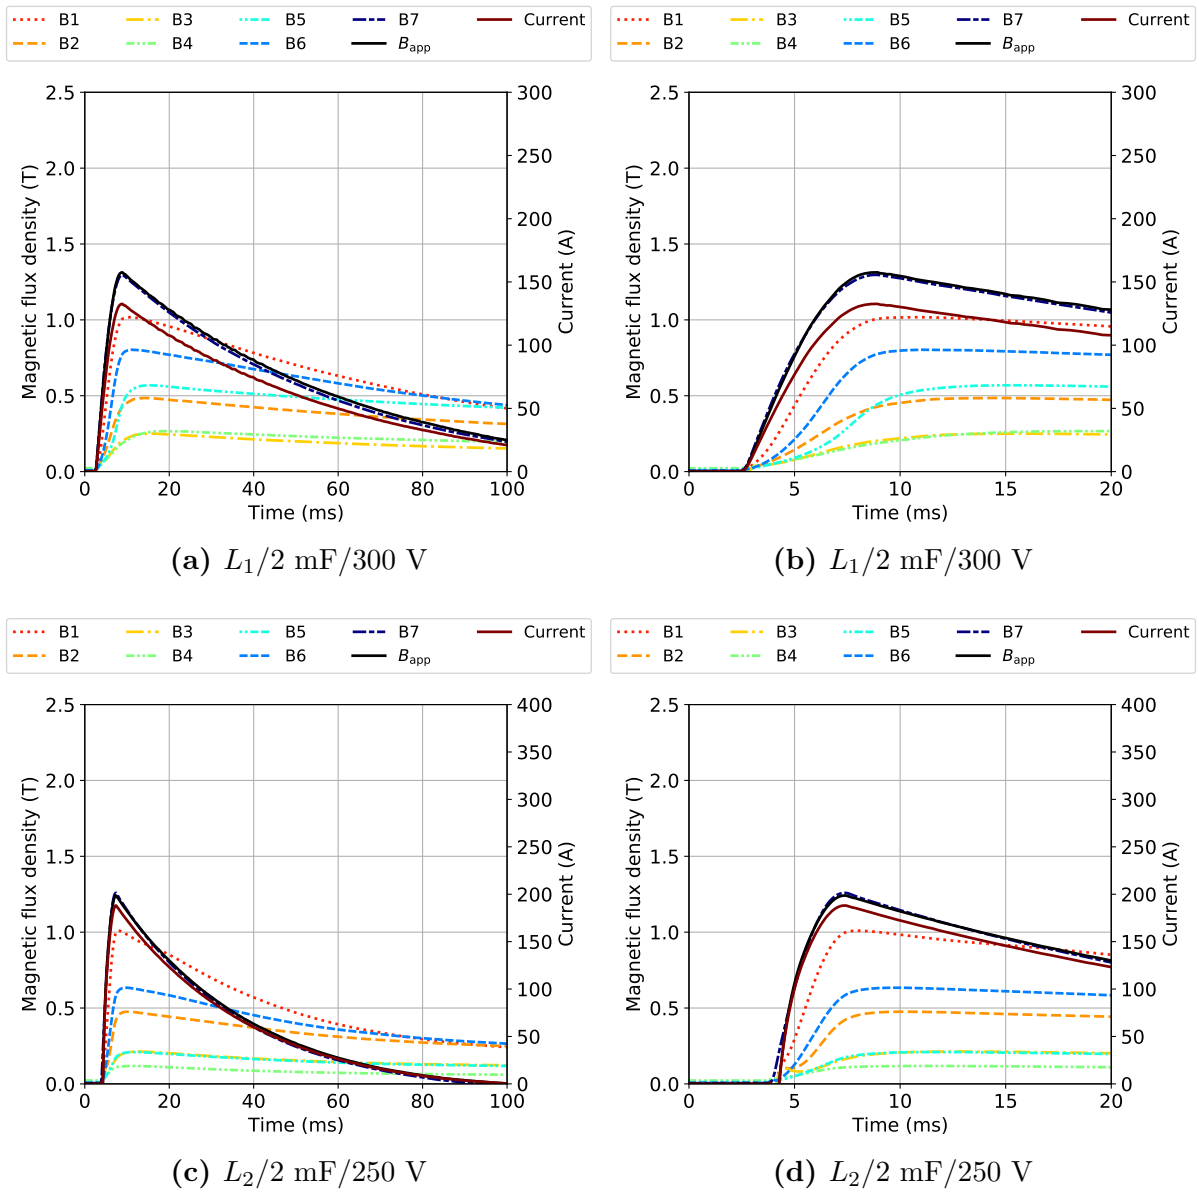 B1 B3 B5 B7 Current
B2 B4 B6 B_app
B1 B3 B5 B7 Current
B2 B4 B6 B_app
2.5
2.0
1.5
1.0
0.5
0.0
Magnetic flux density (T)
300
250
200
150
100
50
0
Current (A)
0 20 40 60 80 100
Time (ms)
(a) L₁/2 mF/300 V
2.5
2.0
1.5
1.0
0.5
0.0
Magnetic flux density (T)
300
250
200
150
100
50
0
Current (A)
0 5 10 15 20
Time (ms)
(b) L₁/2 mF/300 V
B1 B3 B5 B7 Current
B2 B4 B6 B_app
B1 B3 B5 B7 Current
B2 B4 B6 B_app
2.5
2.0
1.5
1.0
0.5
0.0
Magnetic flux density (T)
400
350
300
250
200
150
100
50
0
Current (A)
0 20 40 60 80 100
Time (ms)
(c) L₂/2 mF/250 V
2.5
2.0
1.5
1.0
0.5
0.0
Magnetic flux density (T)
400
350
300
250
200
150
100
50
0
Current (A)
0 5 10 15 20
Time (ms)
(d) L₂/2 mF/250 V